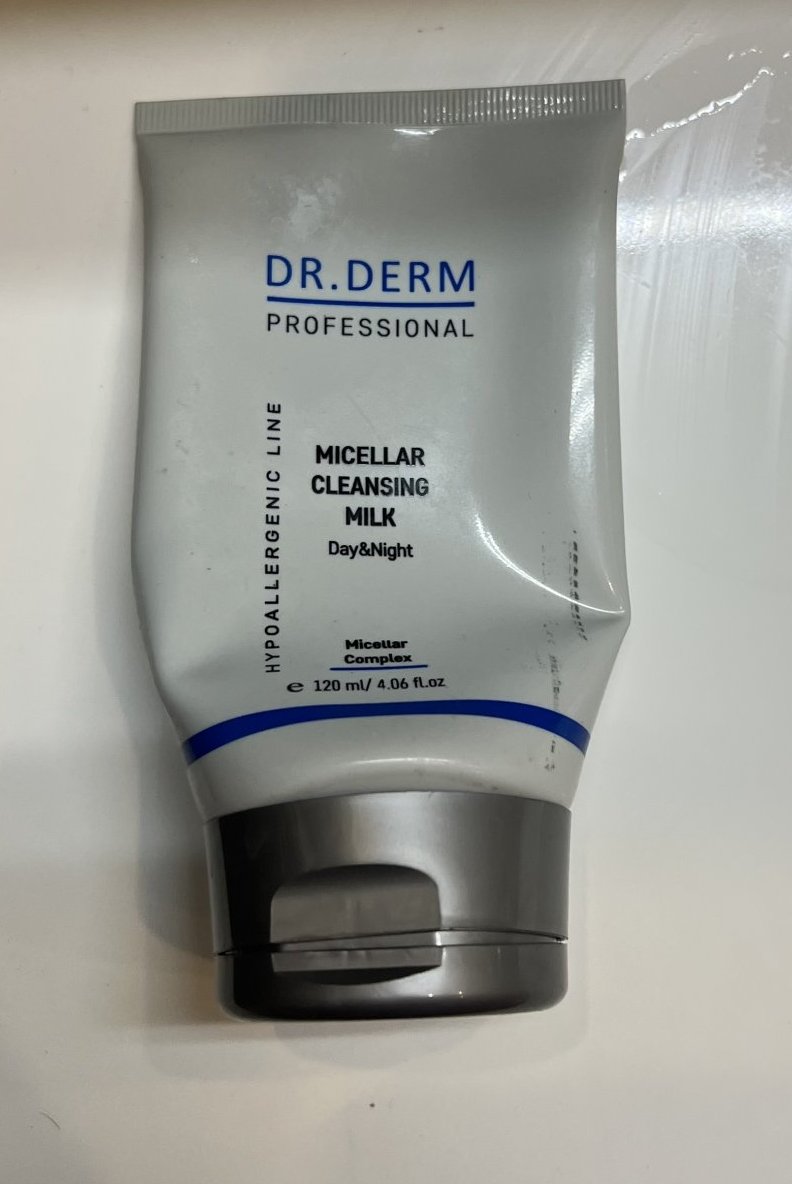 DR.DERM
PROFESSIONAL
HYPOALLERGENIC LINE
MICELLAR
CLEANSING
MILK
Day&Night
Micellar
Complex
e 120 ml/ 4.06 fl.oz